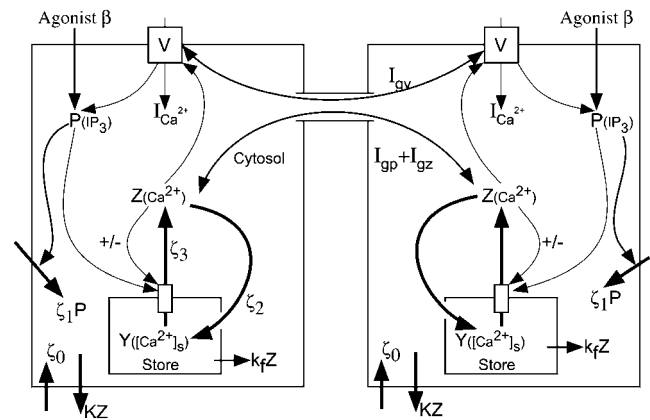 Agonist β
Agonist β
V
V
I_gv
I_Ca²⁺
I_Ca²⁺
P(IP₃)
P(IP₃)
Cytosol
I_gp+I_gz
Z(Ca²⁺)
Z(Ca²⁺)
+/-
ζ₃
+/-
ζ₁P
ζ₂
ζ₁P
Y([Ca²⁺]ₛ)
Y([Ca²⁺]ₛ)
ζ₀
Store
k_fZ
ζ₀
Store
k_fZ
KZ
KZ